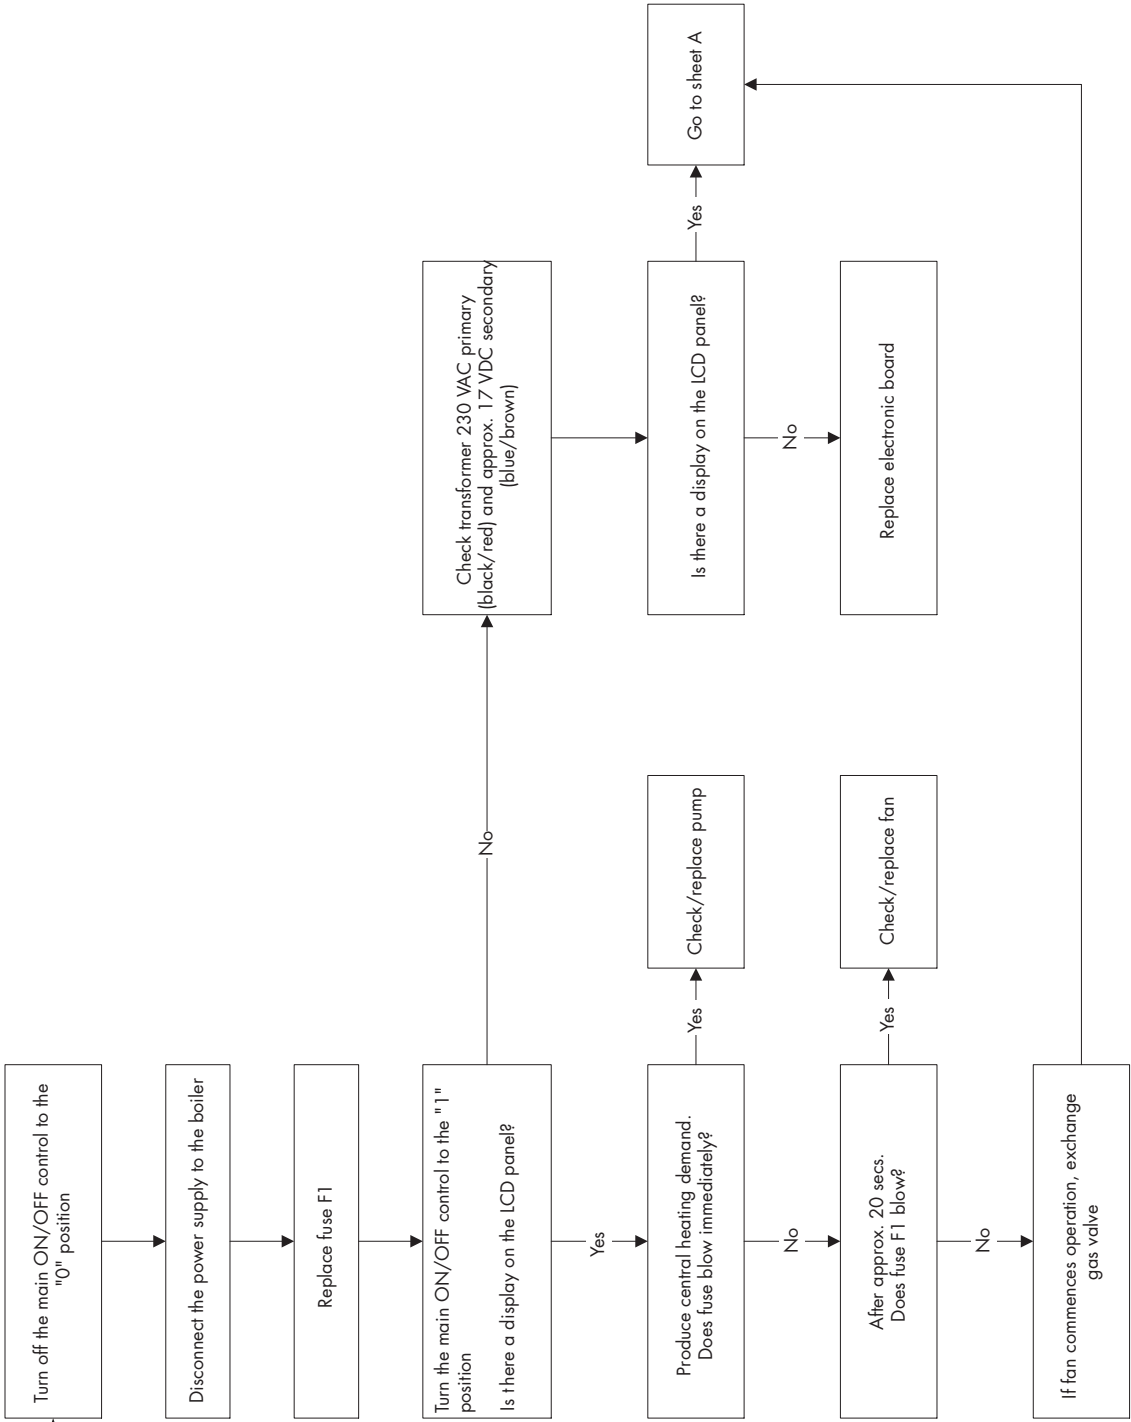 Turn off the main ON/OFF control to the
"0" position
Disconnect the power supply to the boiler
Replace fuse F1
Turn the main ON/OFF control to the "1"
position
Is there a display on the LCD panel?
No
Check transformer 230 VAC primary
(black/red) and approx. 17 VDC secondary
(blue/brown)
Yes
Produce central heating demand.
Does fuse blow immediately?
Yes
Check/replace pump
Is there a display on the LCD panel?
Yes
Go to sheet A
No
No
After approx. 20 secs.
Does fuse F1 blow?
Yes
Check/replace fan
Replace electronic board
No
If fan commences operation, exchange
gas valve